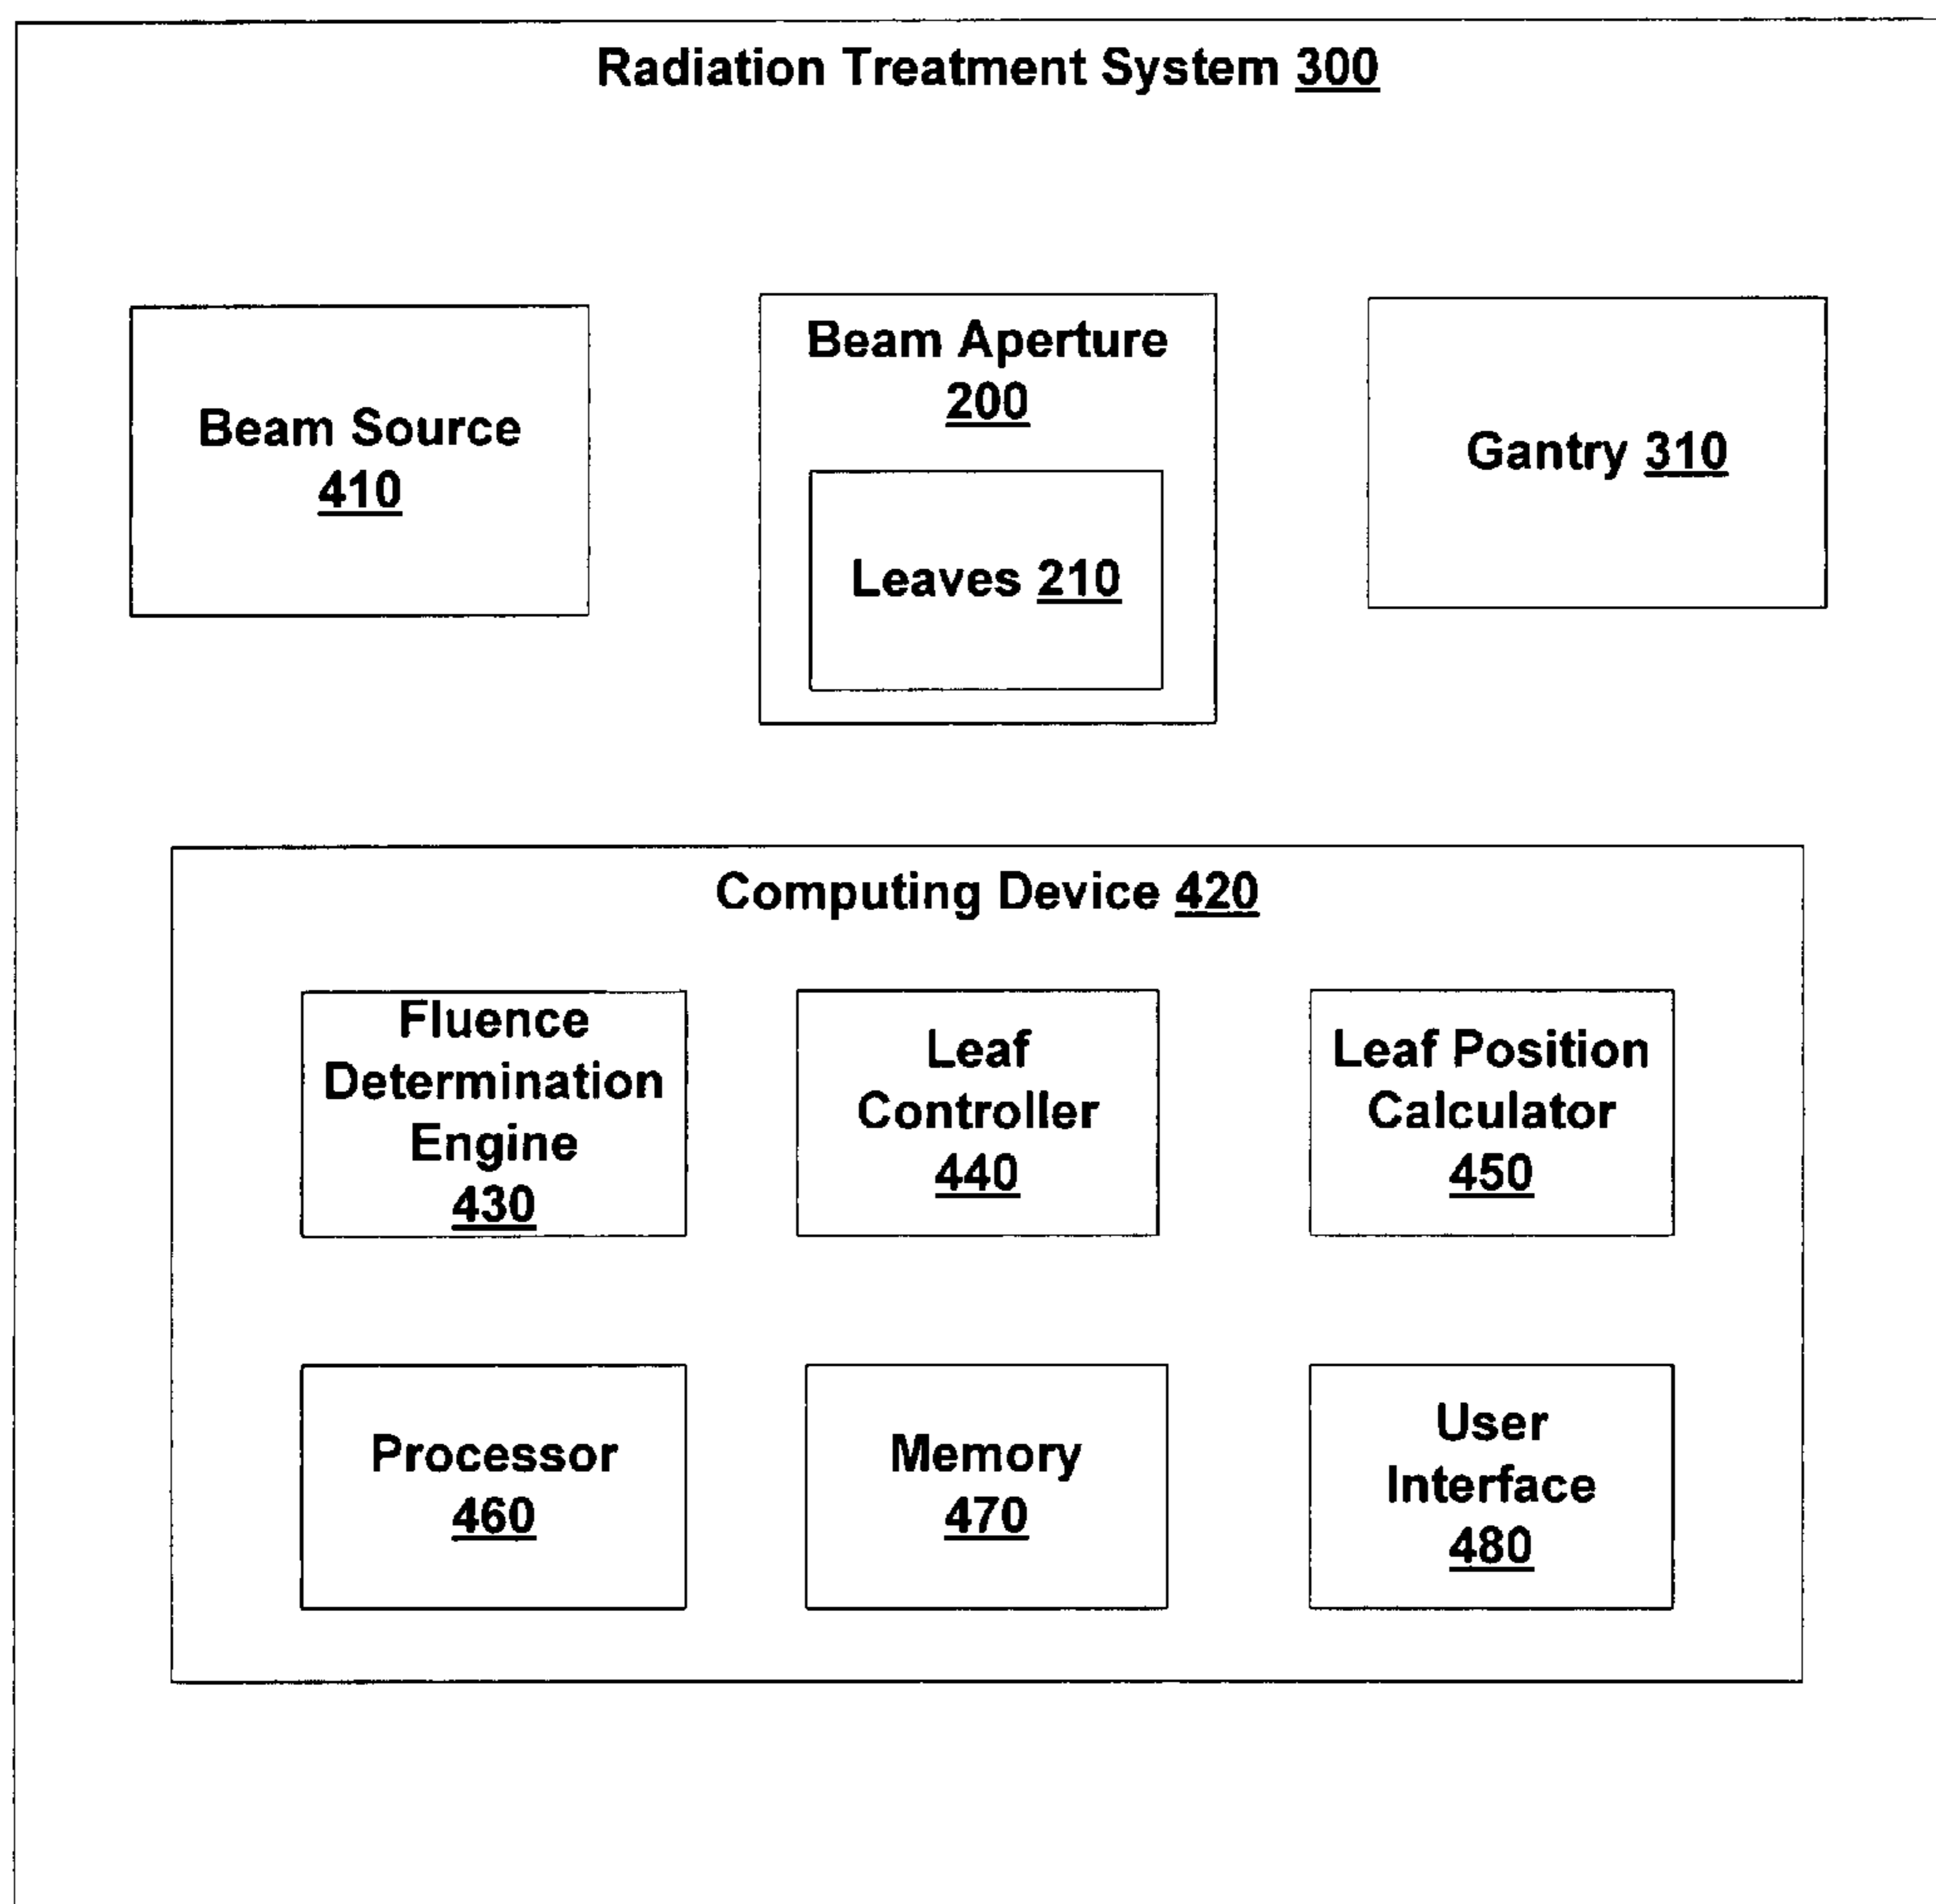 Radiation Treatment System 300
Beam Source
410
Beam Aperture
200
Leaves 210
Gantry 310
Computing Device 420
Fluence
Determination
Engine
430
Leaf
Controller
440
Leaf Position
Calculator
450
Processor
460
Memory
470
User
Interface
480